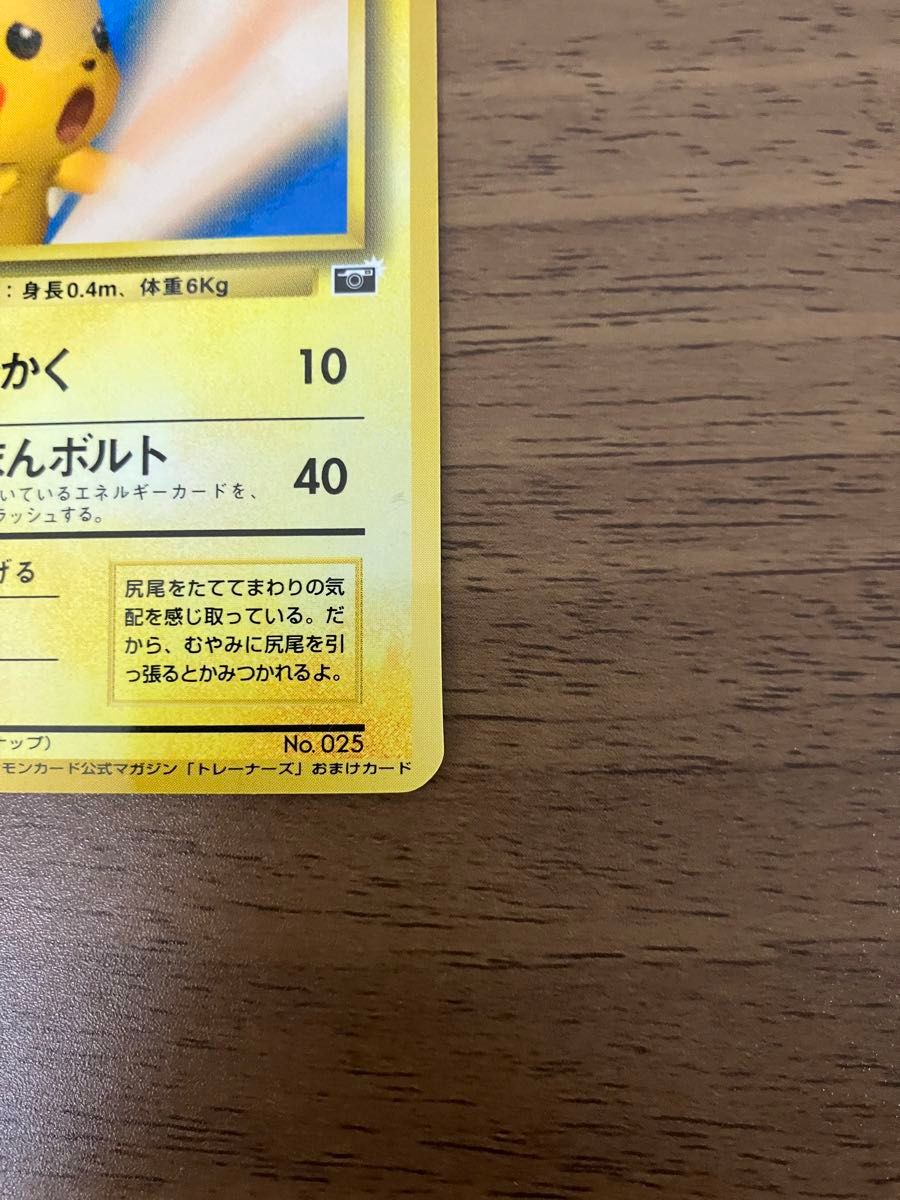 ：身長0.4m、体重6Kg
かく 10
まんボルト 40
いているエネルギーカードを、
ラッシュする。
げる
尻尾をたててまわりの気
配を感じ取っている。だ
から、むやみに尻尾を引
っ張るとかみつかれるよ。
ナップ） No. 025
モンカード公式マガジン「トレーナーズ」おまけカード